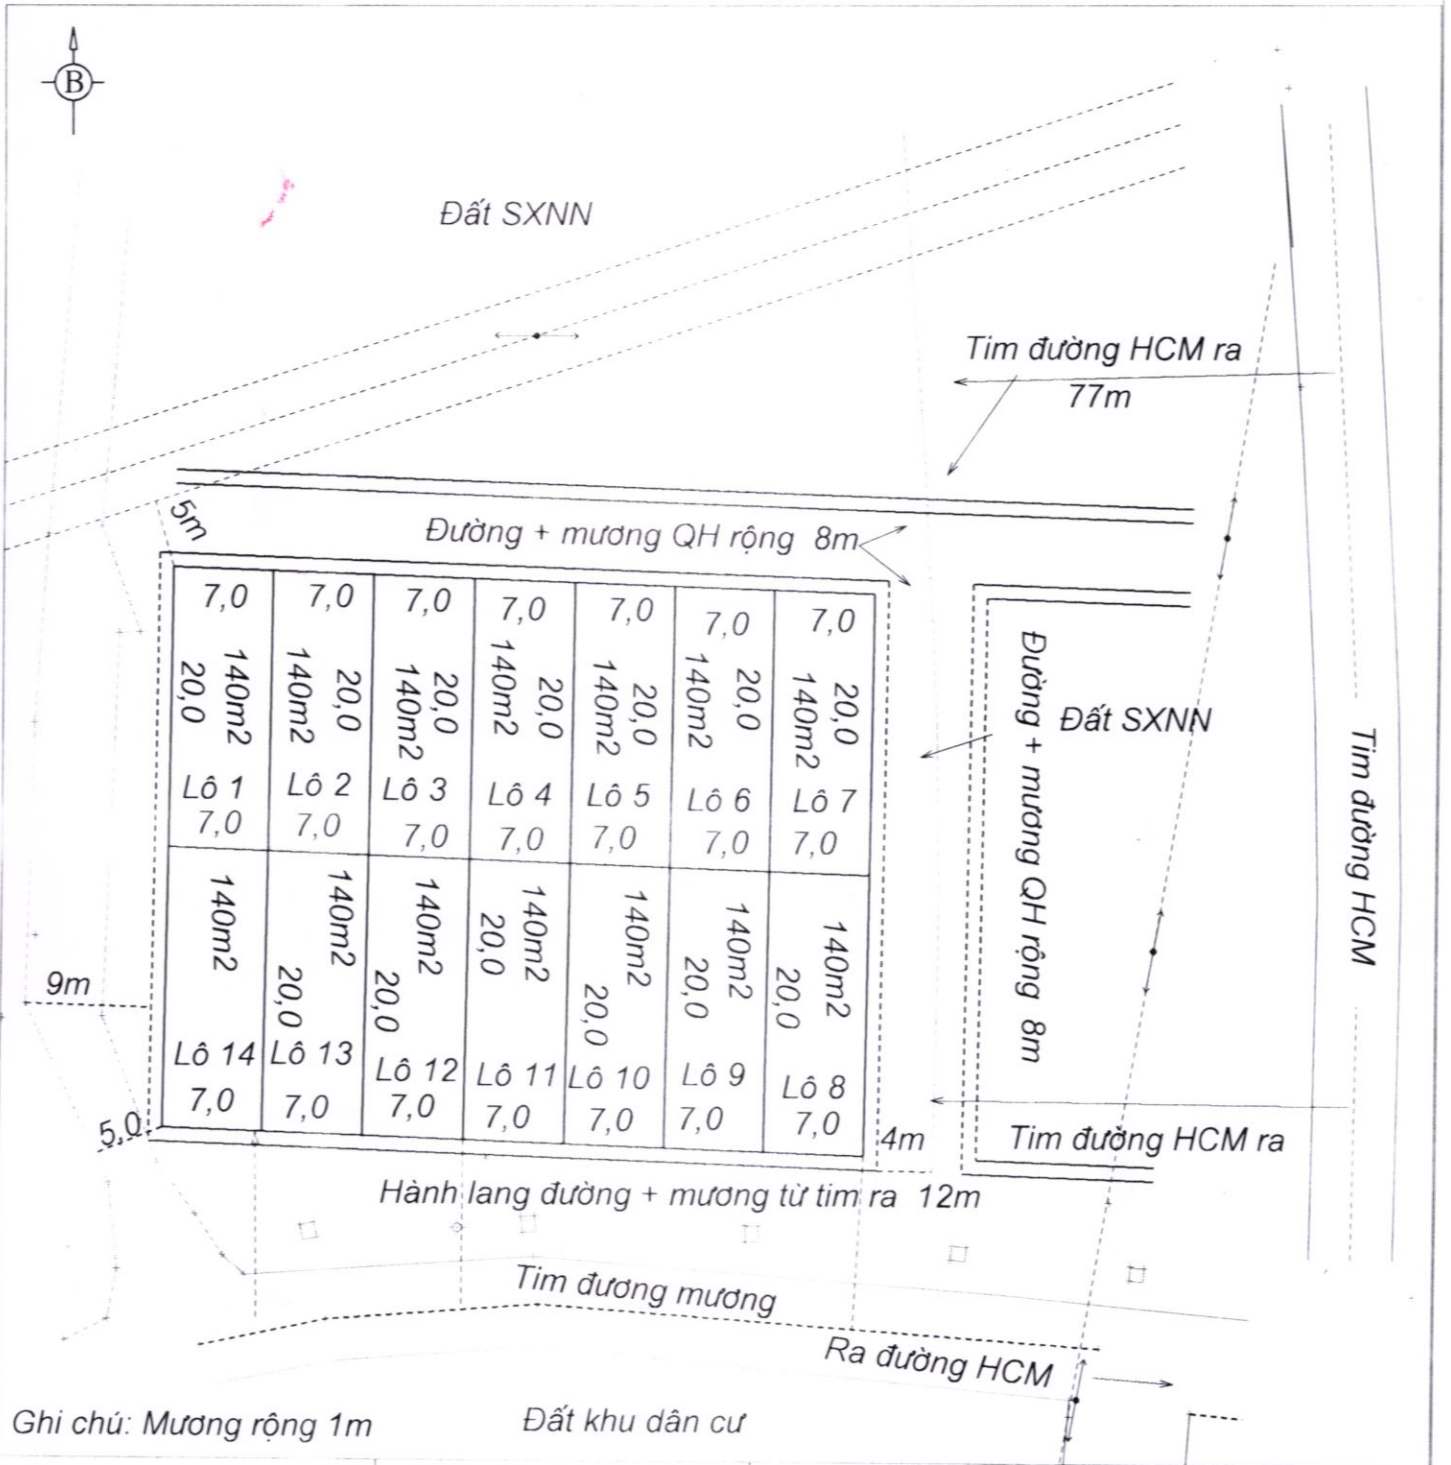 B
Đất SXNN
Tim đường HCM ra
77m
5m
Đường + mương QH rộng 8m
7,0
7,0
7,0
7,0
7,0
7,0
7,0
20,0
140m2
140m2
20,0
140m2
20,0
140m2
20,0
140m2
20,0
140m2
20,0
140m2
20,0
Đường + mương QH rộng 8m
Đất SXNN
Tim đường HCM
Lô 1
Lô 2
Lô 3
Lô 4
Lô 5
Lô 6
Lô 7
7,0
7,0
7,0
7,0
7,0
7,0
7,0
140m2
20,0
140m2
20,0
140m2
20,0
140m2
20,0
140m2
20,0
140m2
20,0
140m2
9m
Lô 14
Lô 13
Lô 12
Lô 11
Lô 10
Lô 9
Lô 8
7,0
7,0
7,0
7,0
7,0
7,0
7,0
5,0
4m
Tim đường HCM ra
Hành lang đường + mương từ tim ra 12m
Tim đương mương
Ra đường HCM
Ghi chú: Mương rộng 1m
Đất khu dân cư